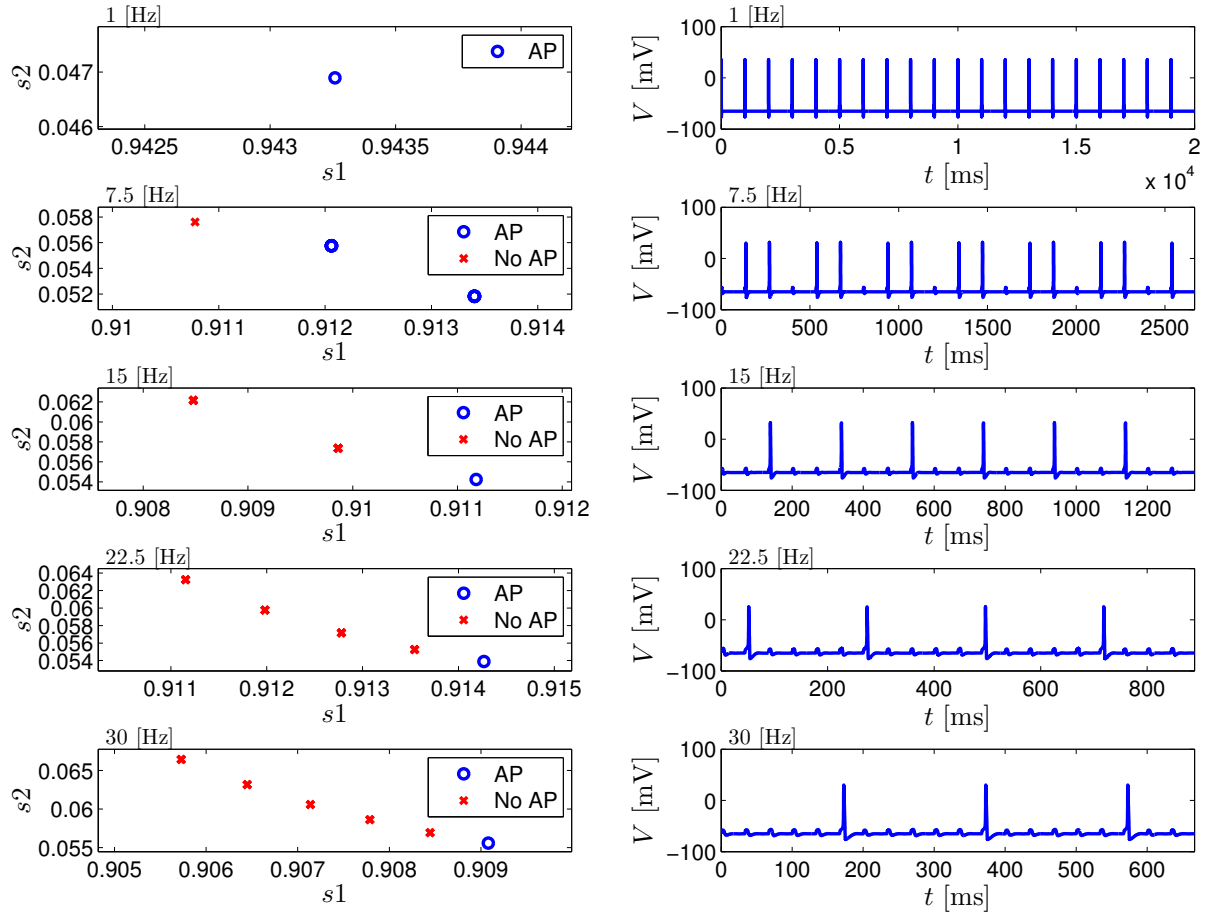 1 [Hz]
AP
0.047
0.046
s2
0.9425 0.943 0.9435 0.944
s1
1 [Hz]
100
0
−100
V [mV]
0 0.5 1 1.5 2
x 10^4
t [ms]
7.5 [Hz]
AP
No AP
0.058
0.056
0.054
0.052
s2
0.91 0.911 0.912 0.913 0.914
s1
7.5 [Hz]
100
0
−100
V [mV]
0 500 1000 1500 2000 2500
t [ms]
15 [Hz]
AP
No AP
0.062
0.06
0.058
0.056
0.054
s2
0.908 0.909 0.91 0.911 0.912
s1
15 [Hz]
100
0
−100
V [mV]
0 200 400 600 800 1000 1200
t [ms]
22.5 [Hz]
AP
No AP
0.064
0.062
0.06
0.058
0.056
0.054
s2
0.911 0.912 0.913 0.914 0.915
s1
22.5 [Hz]
100
0
−100
V [mV]
0 200 400 600 800
t [ms]
30 [Hz]
AP
No AP
0.065
0.06
0.055
s2
0.905 0.906 0.907 0.908 0.909
s1
30 [Hz]
100
0
−100
V [mV]
0 100 200 300 400 500 600
t [ms]